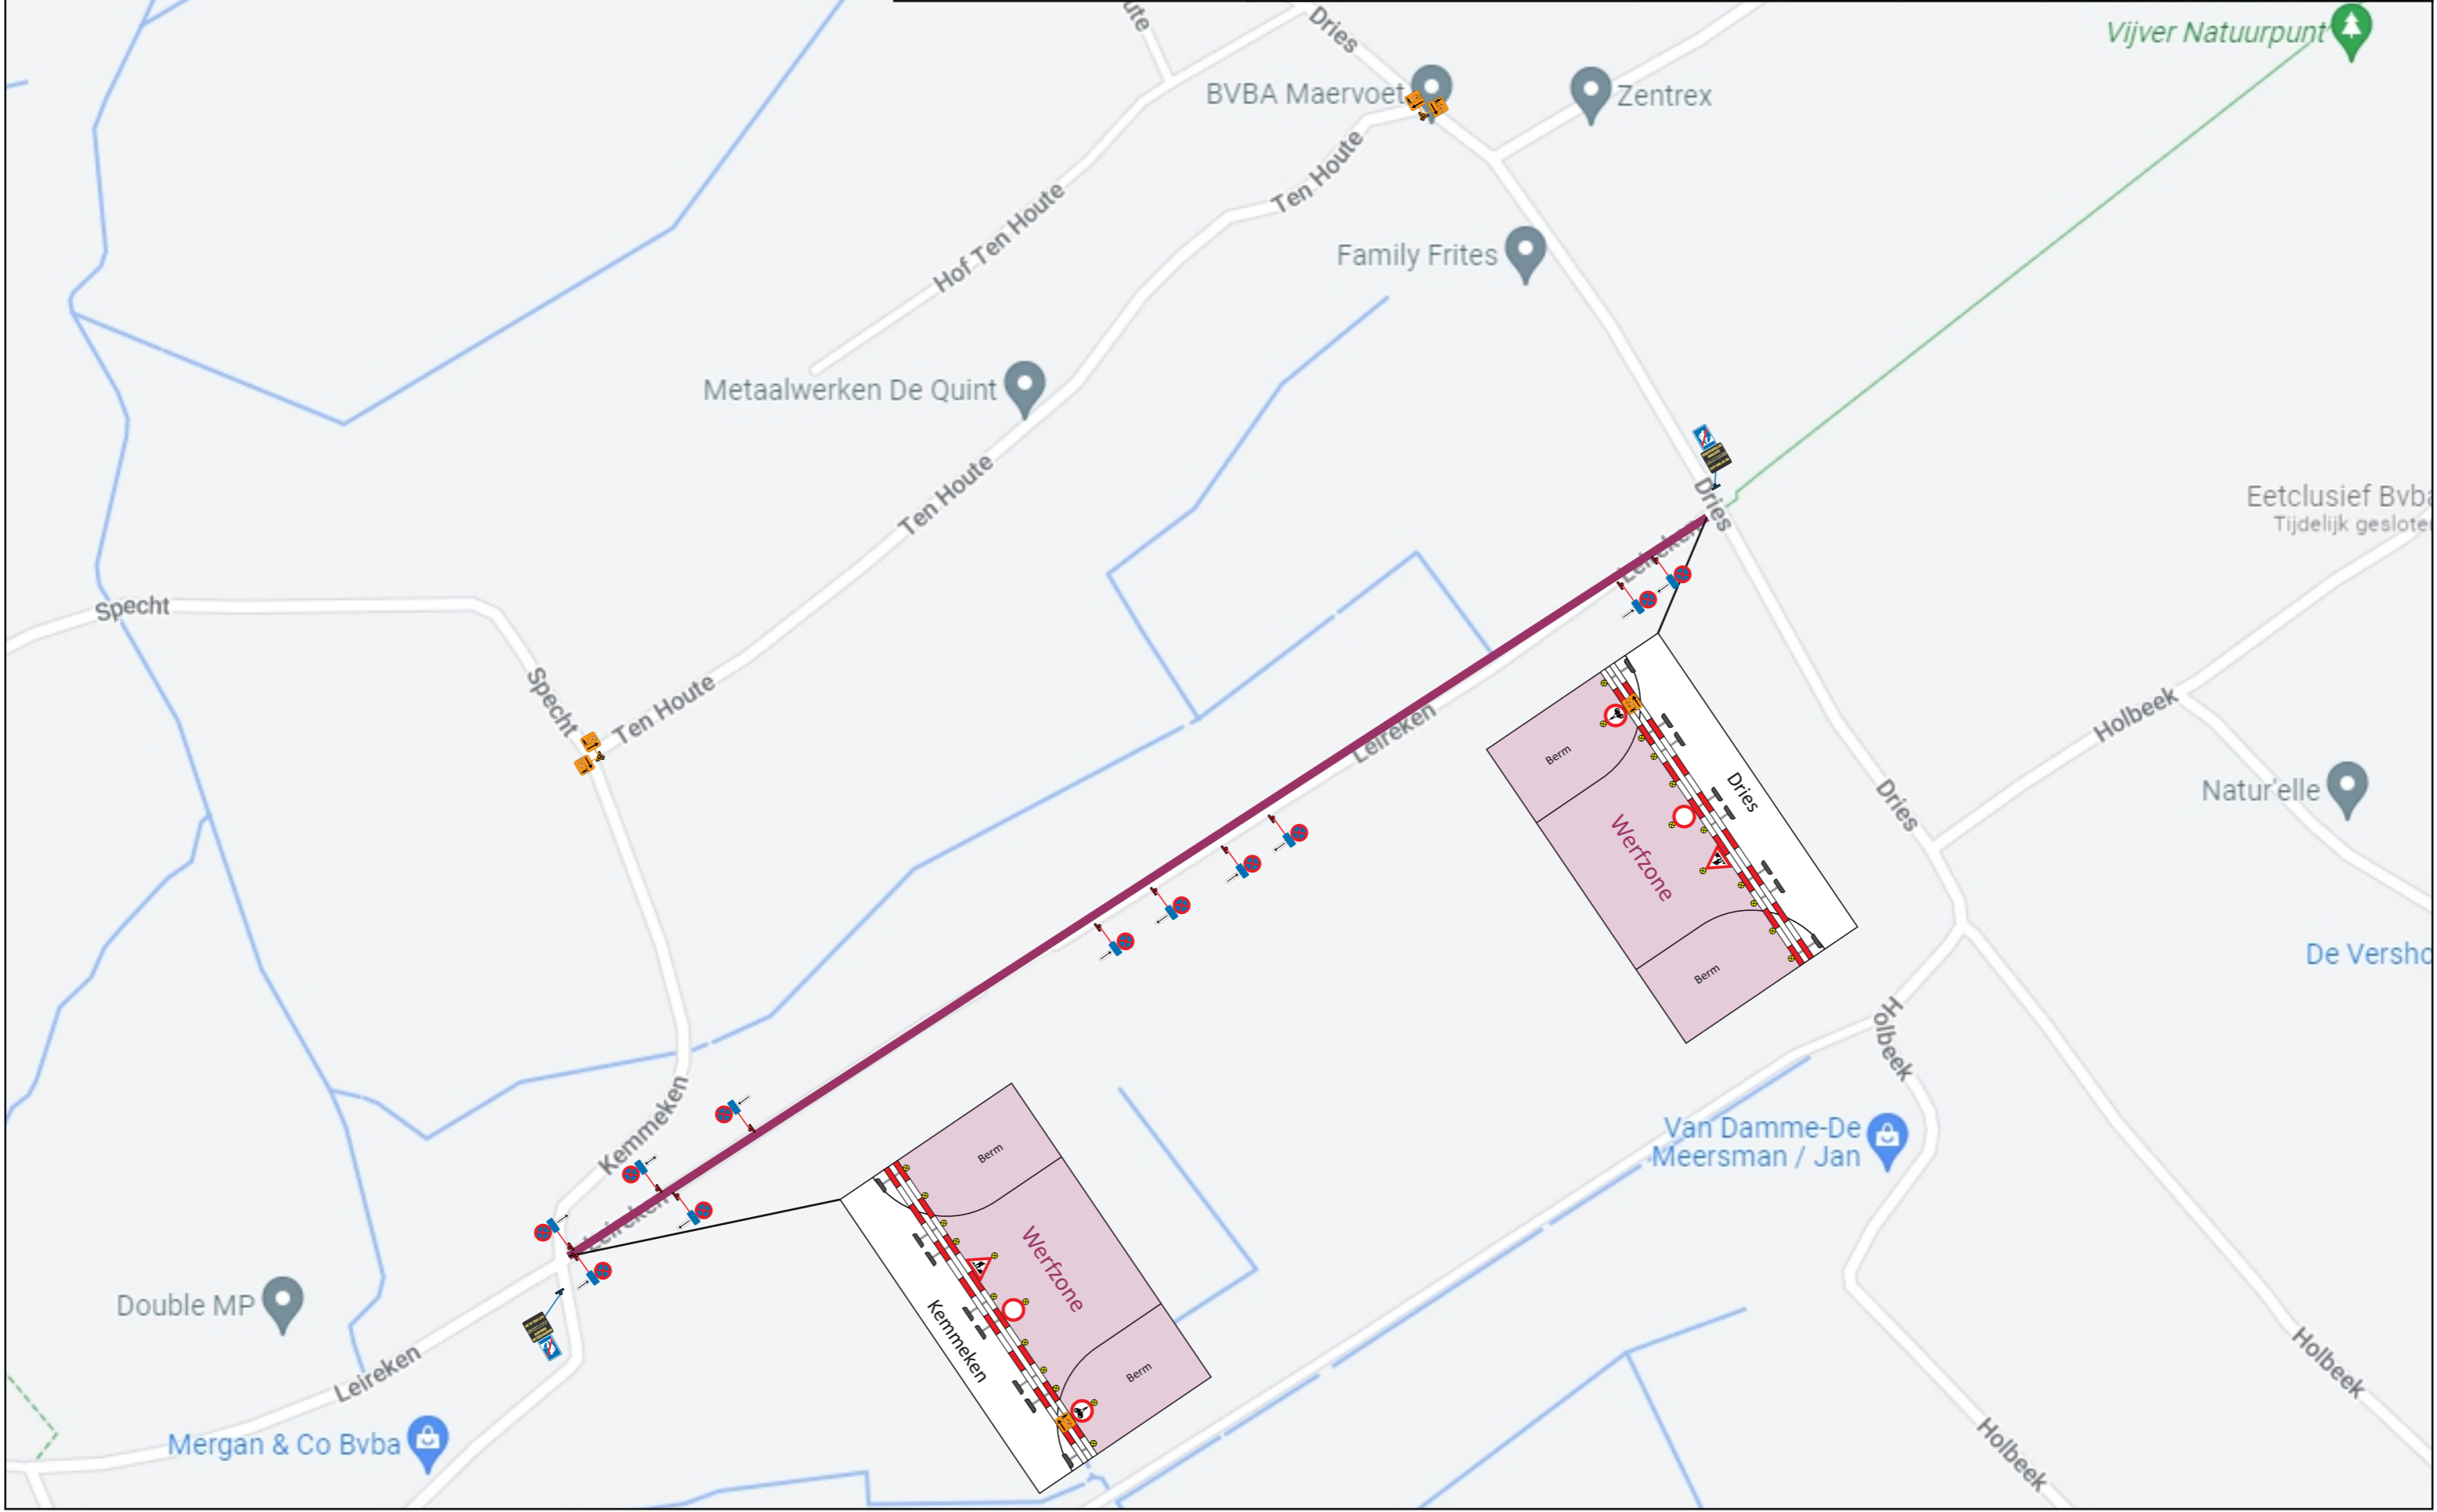 Dries
ute
Vijver Natuurpunt
BVBA Maervoet
Zentrex
Ten Houte
Hof Ten Houte
Family Frites
Metaalwerken De Quint
Ten Houte
Dries
Eetclusief Bvba
Tijdelijk geslote
Leireken
Specht
Specht
Ten Houte
Leireken
Berm
Dries
Werfzone
Berm
Holbeek
Dries
Natur'elle
De Versho
Holbeek
Kemmeken
Van Damme-De
Meersman / Jan
Leireken
Berm
Werfzone
Kemmeken
Berm
Double MP
Leireken
Mergan & Co Bvba
Holbeek
Holbeek